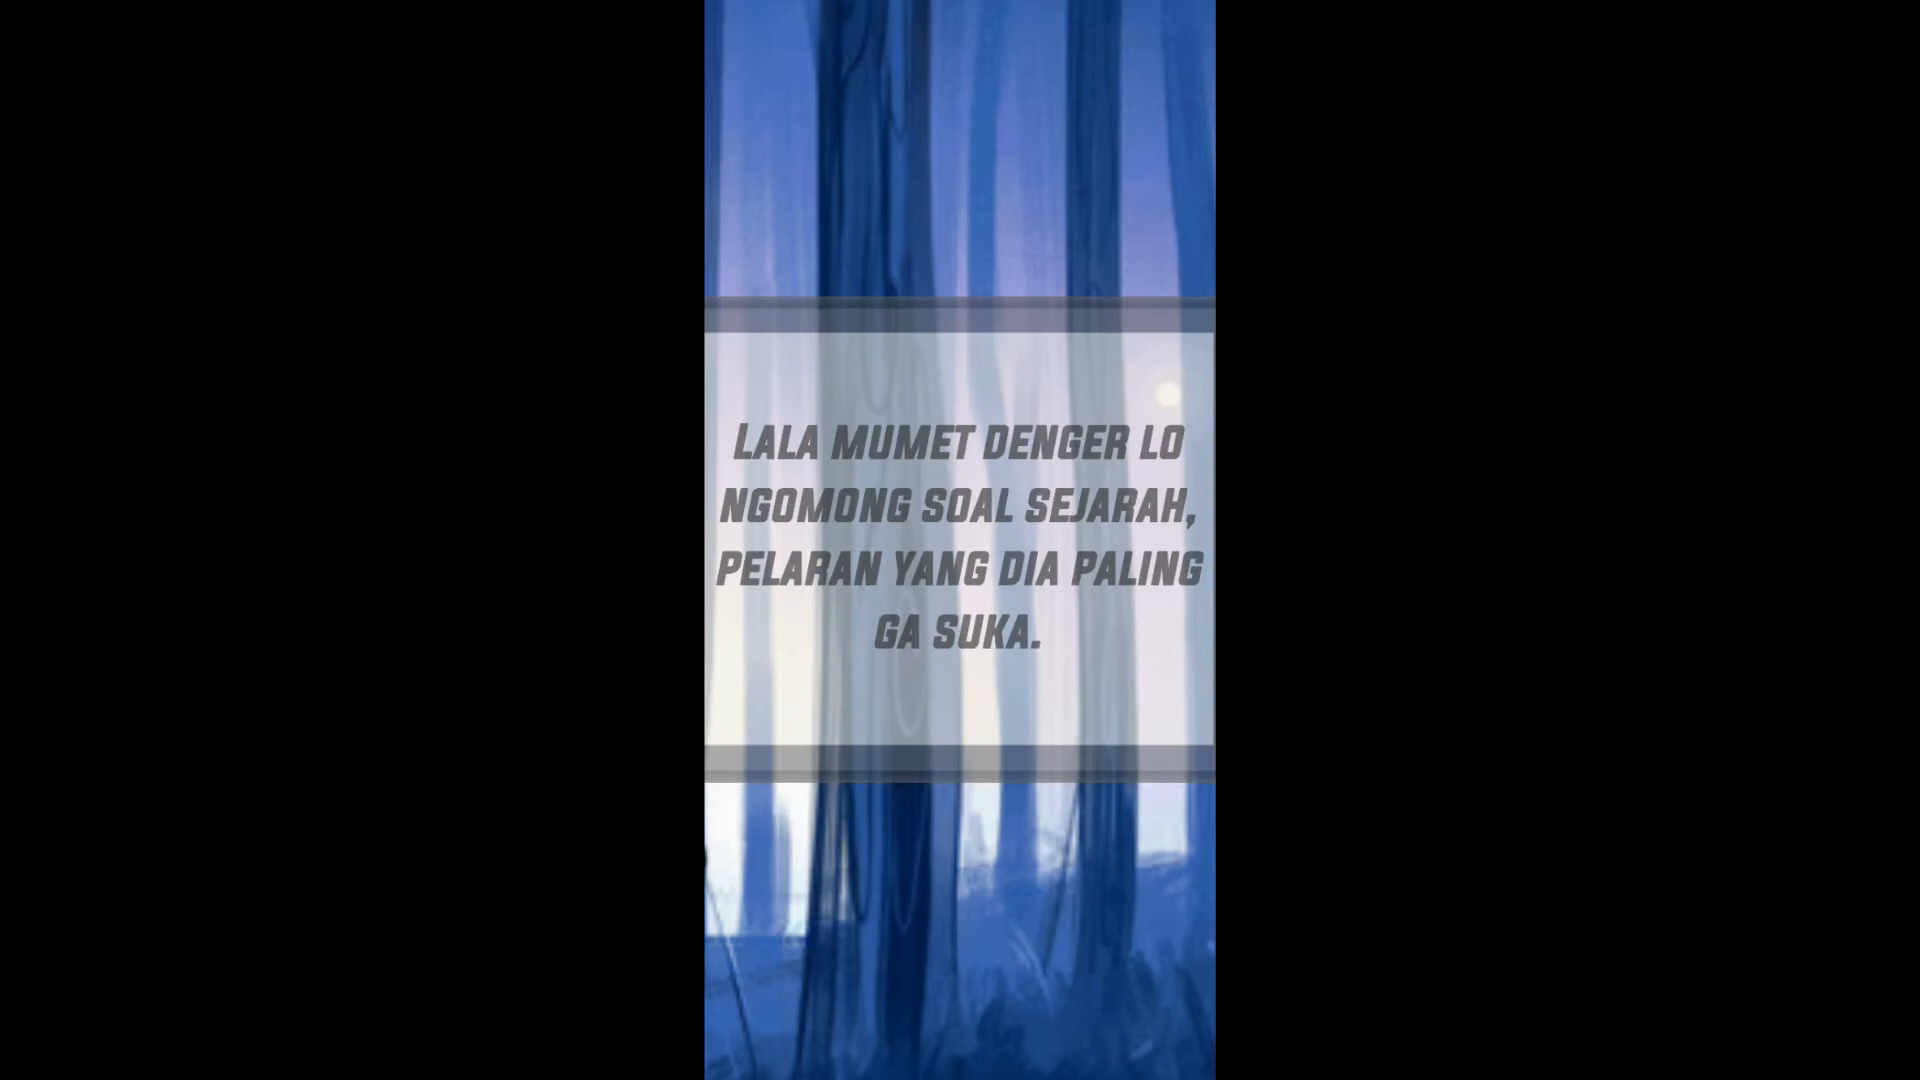 LALA MUMET DENGER LO
NGOMONG SOAL SEJARAH,
PELARAN YANG DIA PALING
GA SUKA.